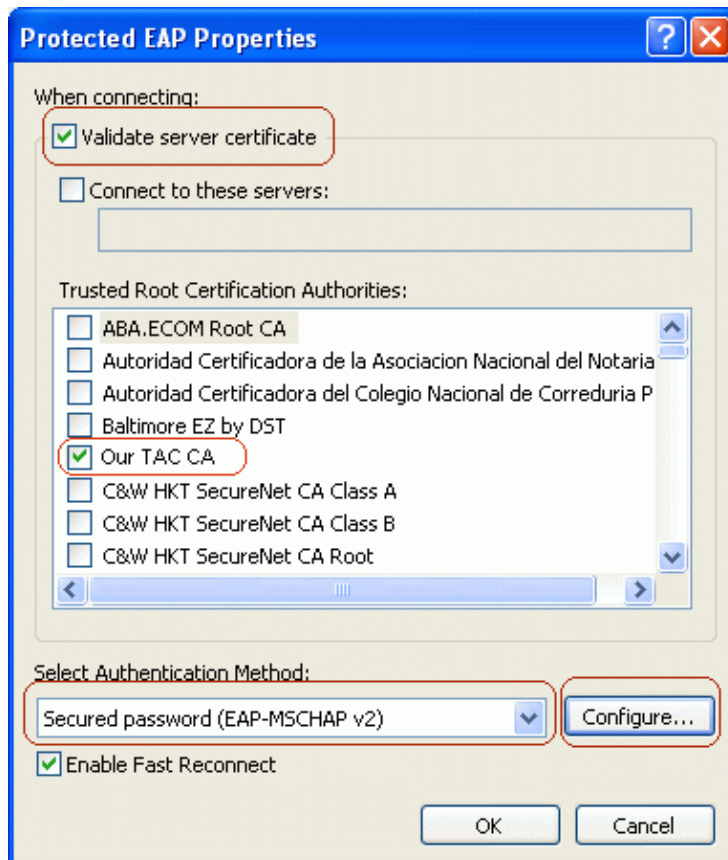 Protected EAP Properties
When connecting:
Validate server certificate
Connect to these servers:
Trusted Root Certification Authorities:
ABA.ECOM Root CA
Autoridad Certificadora de la Asociacion Nacional del Notaria
Autoridad Certificadora del Colegio Nacional de Correduria P
Baltimore EZ by DST
Our TAC CA
C&W HKT SecureNet CA Class A
C&W HKT SecureNet CA Class B
C&W HKT SecureNet CA Root
Select Authentication Method:
Secured password (EAP-MSCHAP v2) Configure...
Enable Fast Reconnect
OK Cancel